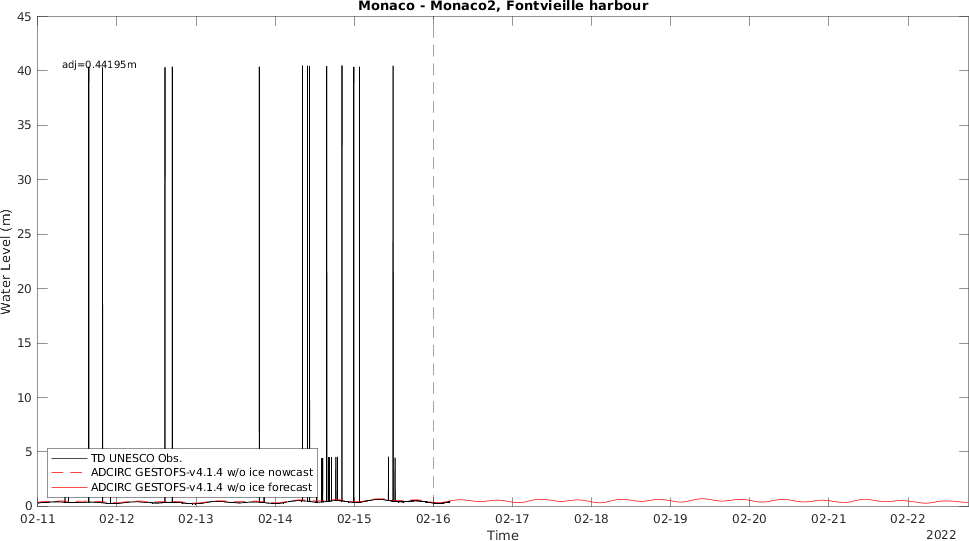 Monaco - Monaco2, Fontvieille harbour
45
40
35
30
25
20
15
10
5
0
Water Level (m)
adj=0.44195m
TD UNESCO Obs.
ADCIRC GESTOFS-v4.1.4 w/o ice nowcast
ADCIRC GESTOFS-v4.1.4 w/o ice forecast
02-11 02-12 02-13 02-14 02-15 02-16 02-17 02-18 02-19 02-20 02-21 02-22
Time
2022